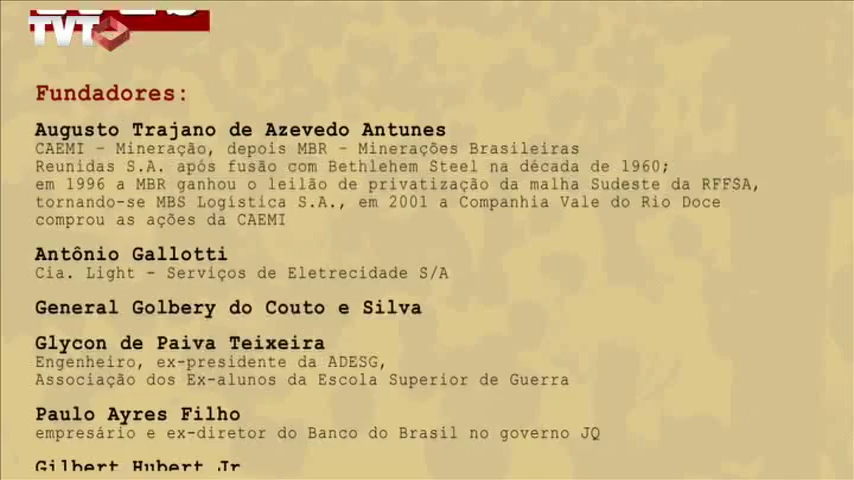 TVT
Fundadores:
Augusto Trajano de Azevedo Antunes
CAEMI - Mineração, depois MBR - Minerações Brasileiras
Reunidas S.A. após fusão com Bethlehem Steel na década de 1960;
em 1996 a MBR ganhou o leilão de privatização da malha Sudeste da RFFSA,
tornando-se MBS Logística S.A., em 2001 a Companhia Vale do Rio Doce
comprou as ações da CAEMI
Antônio Gallotti
Cia. Light - Serviços de Eletrecidade S/A
General Golbery do Couto e Silva
Glycon de Paiva Teixeira
Engenheiro, ex-presidente da ADESG,
Associação dos Ex-alunos da Escola Superior de Guerra
Paulo Ayres Filho
empresário e ex-diretor do Banco do Brasil no governo JQ
Gilbert Hubert Jr